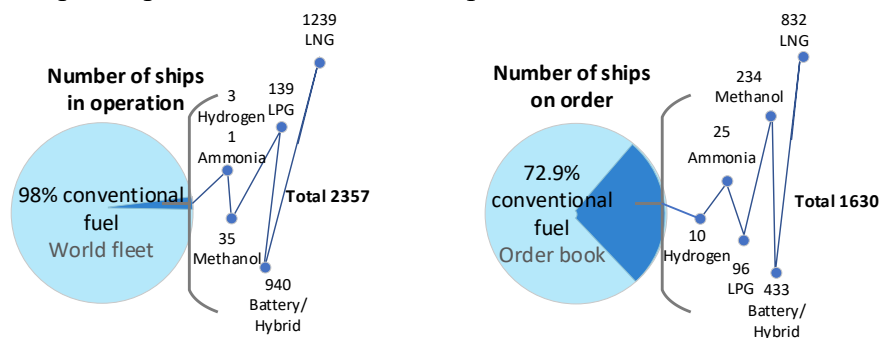 Number of ships
in operation
98% conventional
fuel
World fleet
3
Hydrogen
1
Ammonia
35
Methanol
139
LPG
940
Battery/
Hybrid
1239
LNG
Total 2357
Number of ships
on order
72.9%
conventional
fuel
Order book
10
Hydrogen
25
Ammonia
96
LPG
234
Methanol
433
Battery/
Hybrid
832
LNG
Total 1630